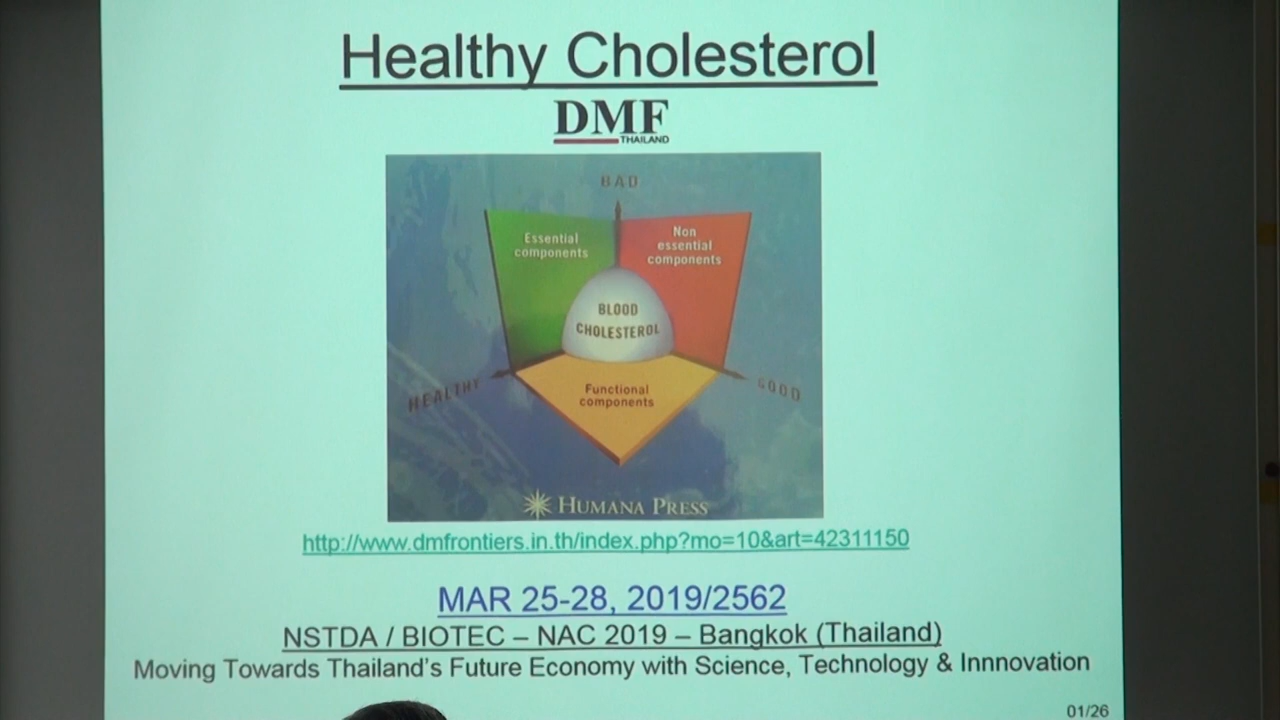 Healthy Cholesterol
DMF
THAILAND
BAD
Essential
components
Non
essential
components
BLOOD
CHOLESTEROL
HEALTHY
GOOD
Functional
components
HUMANA PRESS
http://www.dmfrontiers.in.th/index.php?mo=10&art=42311150
MAR 25-28, 2019/2562
NSTDA / BIOTEC – NAC 2019 – Bangkok (Thailand)
Moving Towards Thailand's Future Economy with Science, Technology & Innnovation
01/26